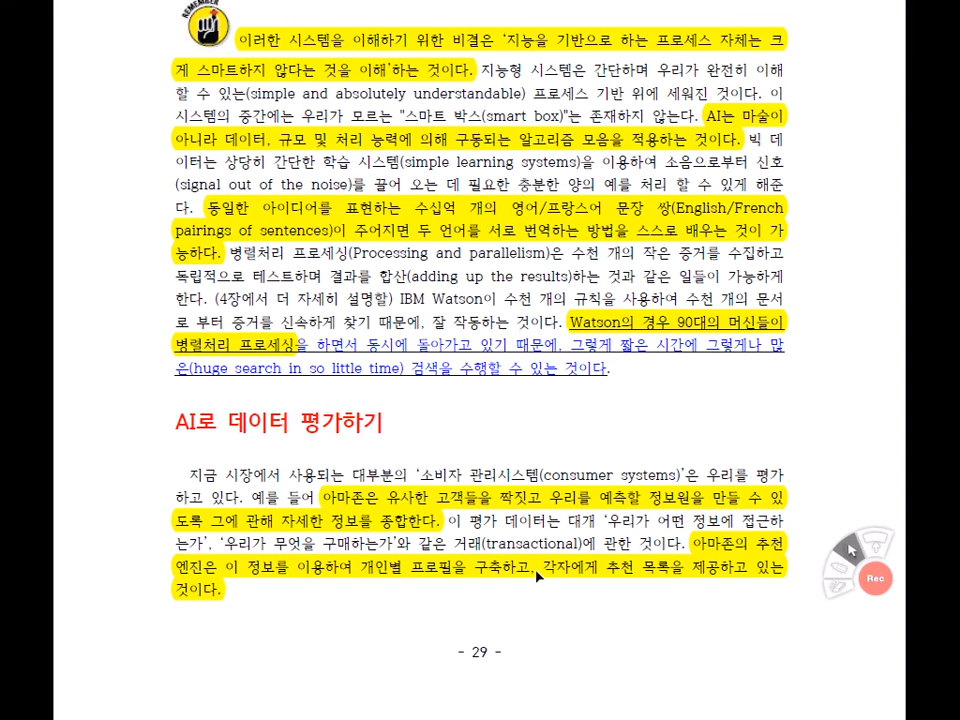 REMEMBER
이러한 시스템을 이해하기 위한 비결은 '지능을 기반으로 하는 프로세스 자체는 크
게 스마트하지 않다는 것을 이해'하는 것이다. 지능형 시스템은 간단하며 우리가 완전히 이해
할 수 있는(simple and absolutely understandable) 프로세스 기반 위에 세워진 것이다. 이
시스템의 중간에는 우리가 모르는 "스마트 박스(smart box)"는 존재하지 않는다. AI는 마술이
아니라 데이터, 규모 및 처리 능력에 의해 구동되는 알고리즘 모음을 적용하는 것이다. 빅 데
이터는 상당히 간단한 학습 시스템(simple learning systems)을 이용하여 소음으로부터 신호
(signal out of the noise)를 끌어 오는 데 필요한 충분한 양의 예를 처리 할 수 있게 해준
다. 동일한 아이디어를 표현하는 수십억 개의 영어/프랑스어 문장 쌍(English/French
pairings of sentences)이 주어지면 두 언어를 서로 번역하는 방법을 스스로 배우는 것이 가
능하다. 병렬처리 프로세싱(Processing and parallelism)은 수천 개의 작은 증거를 수집하고
독립적으로 테스트하며 결과를 합산(adding up the results)하는 것과 같은 일들이 가능하게
한다. (4장에서 더 자세히 설명할) IBM Watson이 수천 개의 규칙을 사용하여 수천 개의 문서
로 부터 증거를 신속하게 찾기 때문에, 잘 작동하는 것이다. Watson의 경우 90대의 머신들이
병렬처리 프로세싱을 하면서 동시에 돌아가고 있기 때문에, 그렇게 짧은 시간에 그렇게나 많
은(huge search in so little time) 검색을 수행할 수 있는 것이다.
AI로 데이터 평가하기
지금 시장에서 사용되는 대부분의 '소비자 관리시스템(consumer systems)'은 우리를 평가
하고 있다. 예를 들어 아마존은 유사한 고객들을 짝짓고 우리를 예측할 정보원을 만들 수 있
도록 그에 관해 자세한 정보를 종합한다. 이 평가 데이터는 대개 '우리가 어떤 정보에 접근하
는가', '우리가 무엇을 구매하는가'와 같은 거래(transactional)에 관한 것이다. 아마존의 추천
엔진은 이 정보를 이용하여 개인별 프로필을 구축하고, 각자에게 추천 목록을 제공하고 있는
것이다.
- 29 -
Rec